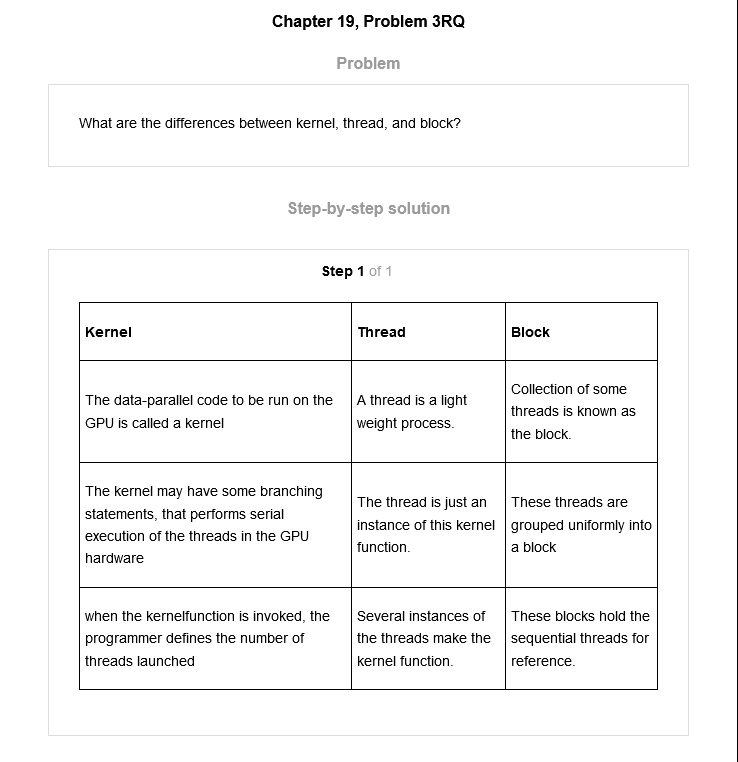 Chapter 19, Problem 3RQ
Problem
What are the differences between kernel, thread, and block?
Step-by-step solution
Step 1 of 1
Kernel
Thread
Block
The data-parallel code to be run on the
GPU is called a kernel
A thread is a light
weight process.
Collection of some
threads is known as
the block.
The kernel may have some branching
statements, that performs serial
execution of the threads in the GPU
hardware
The thread is just an
instance of this kernel
function.
These threads are
grouped uniformly into
a block
when the kernelfunction is invoked, the
programmer defines the number of
threads launched
Several instances of
the threads make the
kernel function.
These blocks hold the
sequential threads for
reference.